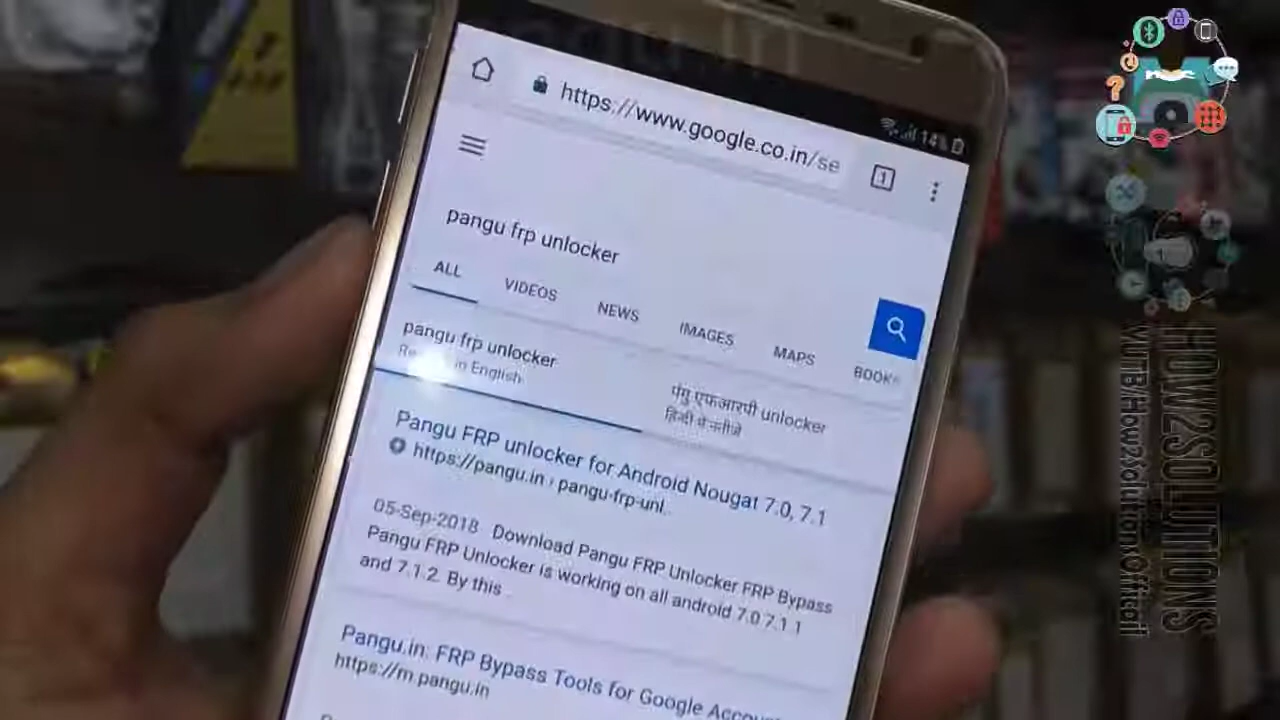 14%
https://www.google.co.in/se
1
pangu frp unlocker
ALL VIDEOS NEWS IMAGES MAPS BOOK
pangu frp unlocker
in English
पंगु एफआरपी unlocker
हिन्दी में नतीजे
Pangu FRP unlocker for Android Nougat 7.0, 7.1
https://pangu.in › pangu-frp-unl...
05-Sep-2018 Download Pangu FRP Unlocker FRP Bypass
Pangu FRP Unlocker is working on all android 7.0 7.1.1
and 7.1.2. By this
Pangu.in: FRP Bypass Tools for Google
https://m.pangu.in
HOW2SOLUTIONS